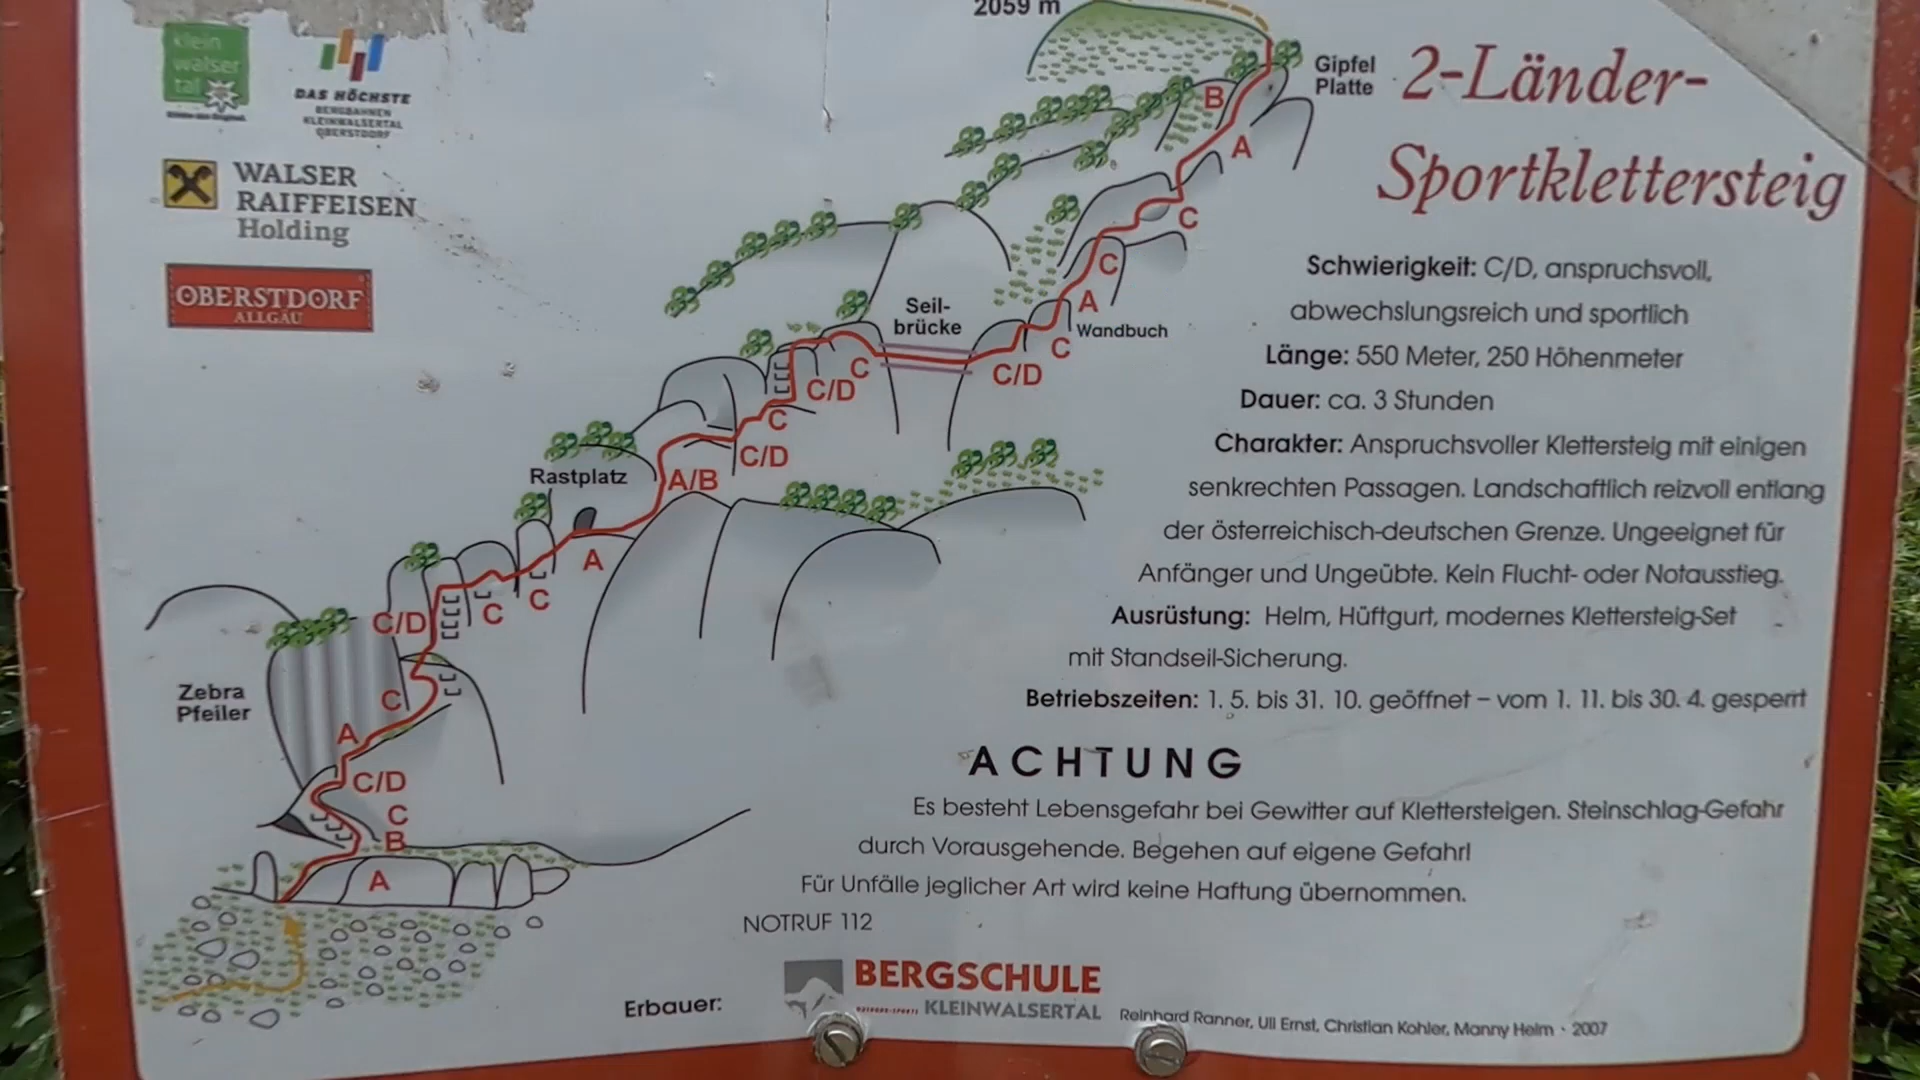 2059 m
klein
walser
tal
DAS HÖCHSTE
BERGBAHNEN
KLEINWALSERTAL
OBERSTDORF
WALSER
RAIFFEISEN
Holding
OBERSTDORF
ALLGÄU
Gipfel
Platte
2-Länder-
Sportklettersteig
B
A
C
C
A
Wandbuch
C
C/D
Seil-
brücke
C
C/D
C
C/D
A/B
Rastplatz
A
C
C
C/D
Zebra
Pfeiler
C
A
C/D
C
B
A
Schwierigkeit: C/D, anspruchsvoll,
abwechslungsreich und sportlich
Länge: 550 Meter, 250 Höhenmeter
Dauer: ca. 3 Stunden
Charakter: Anspruchsvoller Klettersteig mit einigen
senkrechten Passagen. Landschaftlich reizvoll entlang
der österreichisch-deutschen Grenze. Ungeeignet für
Anfänger und Ungeübte. Kein Flucht- oder Notausstieg.
Ausrüstung: Helm, Hüftgurt, modernes Klettersteig-Set
mit Standseil-Sicherung.
Betriebszeiten: 1. 5. bis 31. 10. geöffnet – vom 1. 11. bis 30. 4. gesperrt
ACHTUNG
Es besteht Lebensgefahr bei Gewitter auf Klettersteigen. Steinschlag-Gefahr
durch Vorausgehende. Begehen auf eigene Gefahr!
Für Unfälle jeglicher Art wird keine Haftung übernommen.
NOTRUF 112
Erbauer:
BERGSCHULE
KLEINWALSERTAL
Reinhard Ranner, Uli Ernst, Christian Kohler, Manny Heim · 2007